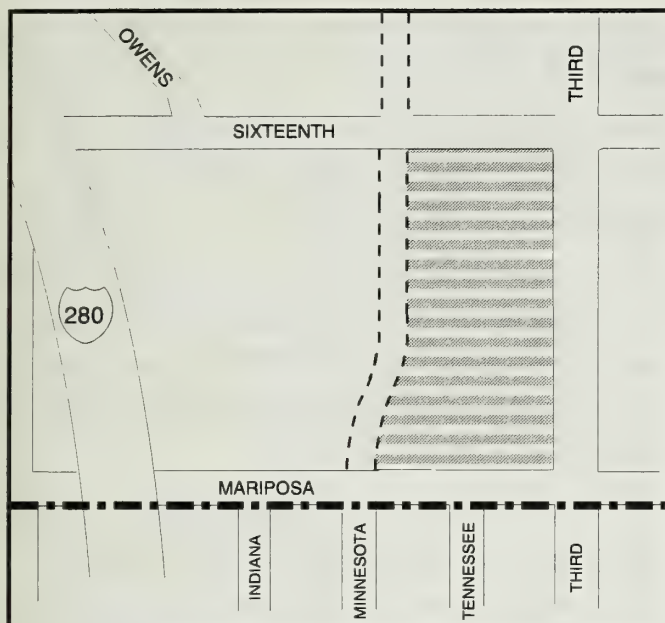 OWENS
THIRD
SIXTEENTH
280
MARIPOSA
INDIANA
MINNESOTA
TENNESSEE
THIRD